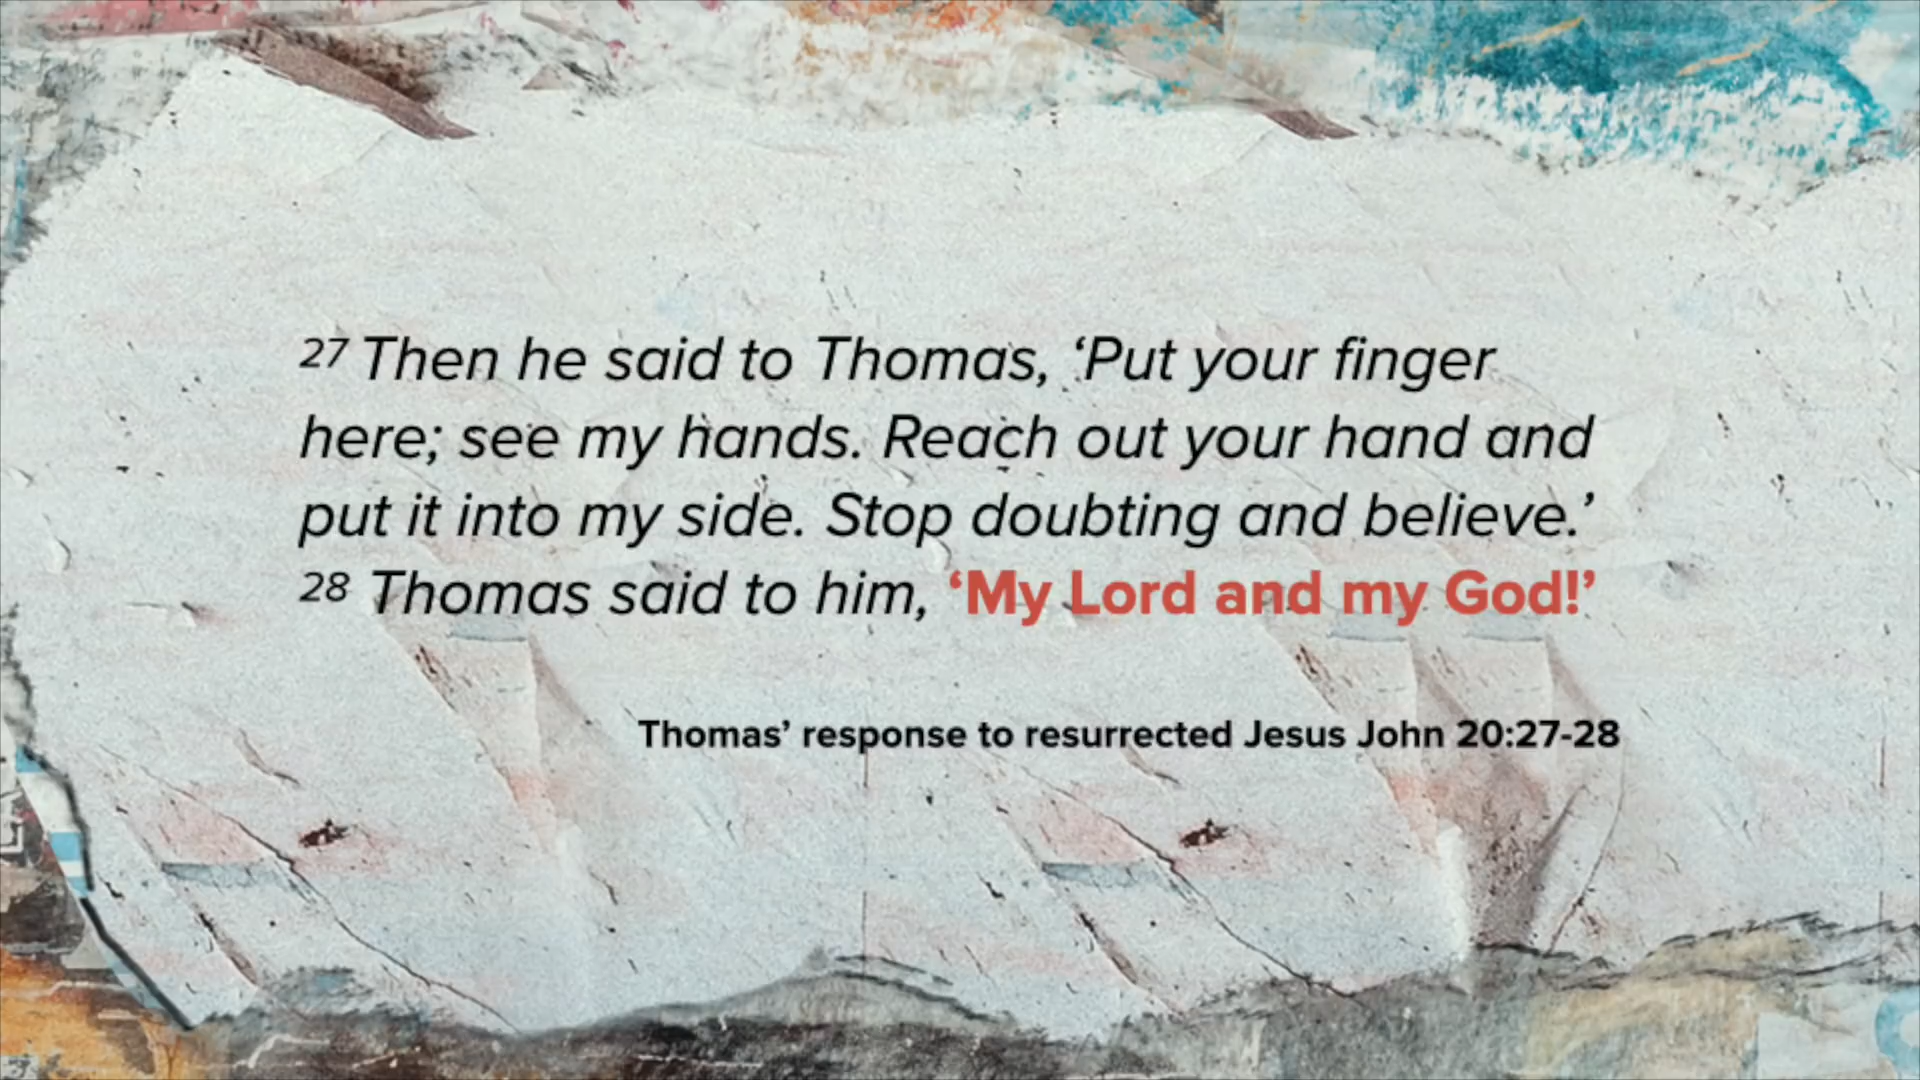 27 Then he said to Thomas, ‘Put your finger
here; see my hands. Reach out your hand and
put it into my side. Stop doubting and believe.’
28 Thomas said to him, ‘My Lord and my God!’
Thomas’ response to resurrected Jesus John 20:27-28